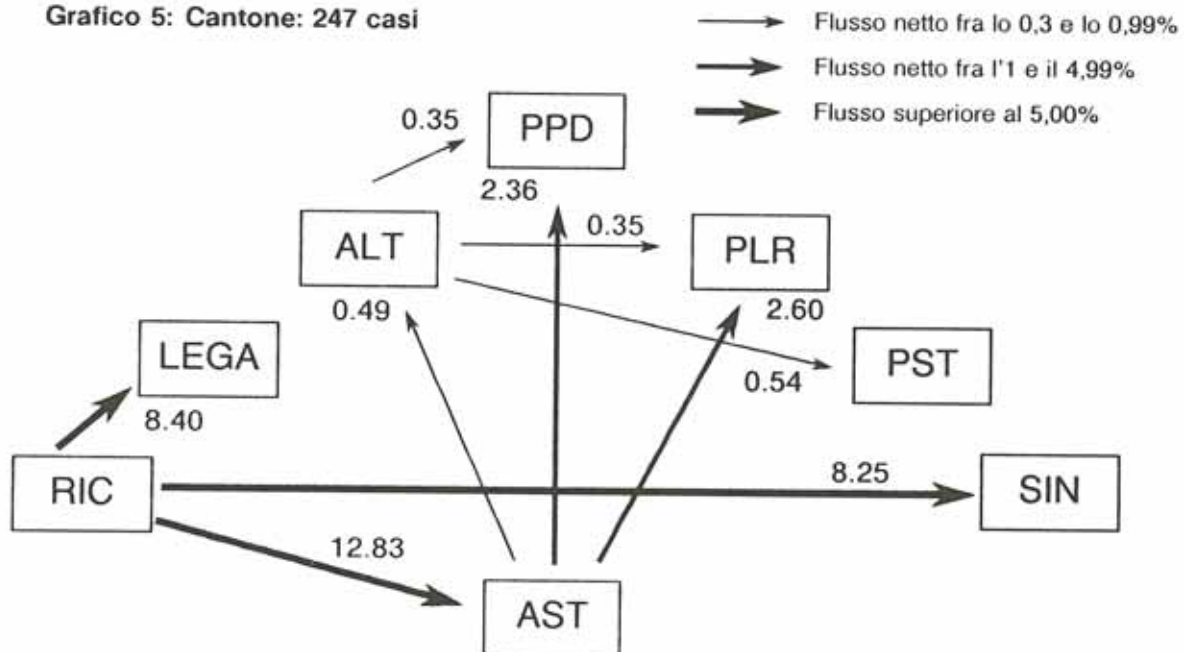 Grafico 5: Cantone: 247 casi
Flusso netto fra lo 0,3 e lo 0,99%
Flusso netto fra l'1 e il 4,99%
Flusso superiore al 5,00%
0.35
PPD
2.36
ALT
0.35
PLR
0.49
2.60
LEGA
PST
0.54
8.40
RIC
8.25
SIN
12.83
AST